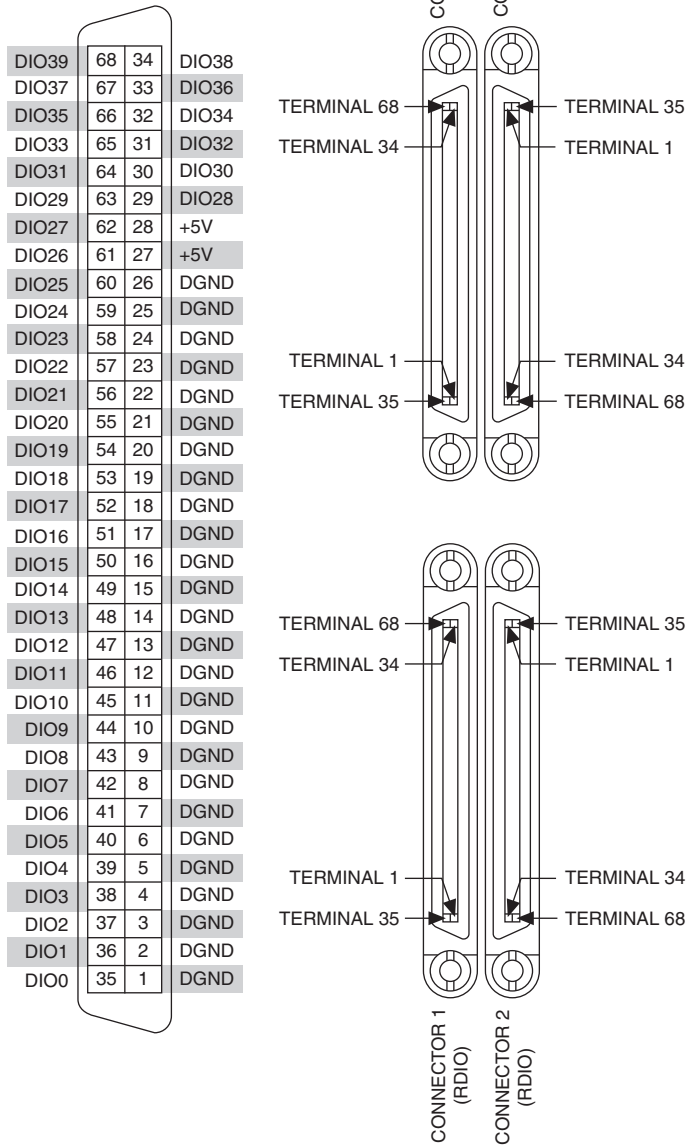 DIO39 68 34 DIO38
DIO37 67 33 DIO36
DIO35 66 32 DIO34
DIO33 65 31 DIO32
DIO31 64 30 DIO30
DIO29 63 29 DIO28
DIO27 62 28 +5V
DIO26 61 27 +5V
DIO25 60 26 DGND
DIO24 59 25 DGND
DIO23 58 24 DGND
DIO22 57 23 DGND
DIO21 56 22 DGND
DIO20 55 21 DGND
DIO19 54 20 DGND
DIO18 53 19 DGND
DIO17 52 18 DGND
DIO16 51 17 DGND
DIO15 50 16 DGND
DIO14 49 15 DGND
DIO13 48 14 DGND
DIO12 47 13 DGND
DIO11 46 12 DGND
DIO10 45 11 DGND
DIO9 44 10 DGND
DIO8 43 9 DGND
DIO7 42 8 DGND
DIO6 41 7 DGND
DIO5 40 6 DGND
DIO4 39 5 DGND
DIO3 38 4 DGND
DIO2 37 3 DGND
DIO1 36 2 DGND
DIO0 35 1 DGND
TERMINAL 68
TERMINAL 35
TERMINAL 34
TERMINAL 1
TERMINAL 1
TERMINAL 34
TERMINAL 35
TERMINAL 68
TERMINAL 68
TERMINAL 35
TERMINAL 34
TERMINAL 1
TERMINAL 1
TERMINAL 34
TERMINAL 35
TERMINAL 68
CONNECTOR 1
(RDIO)
CONNECTOR 2
(RDIO)